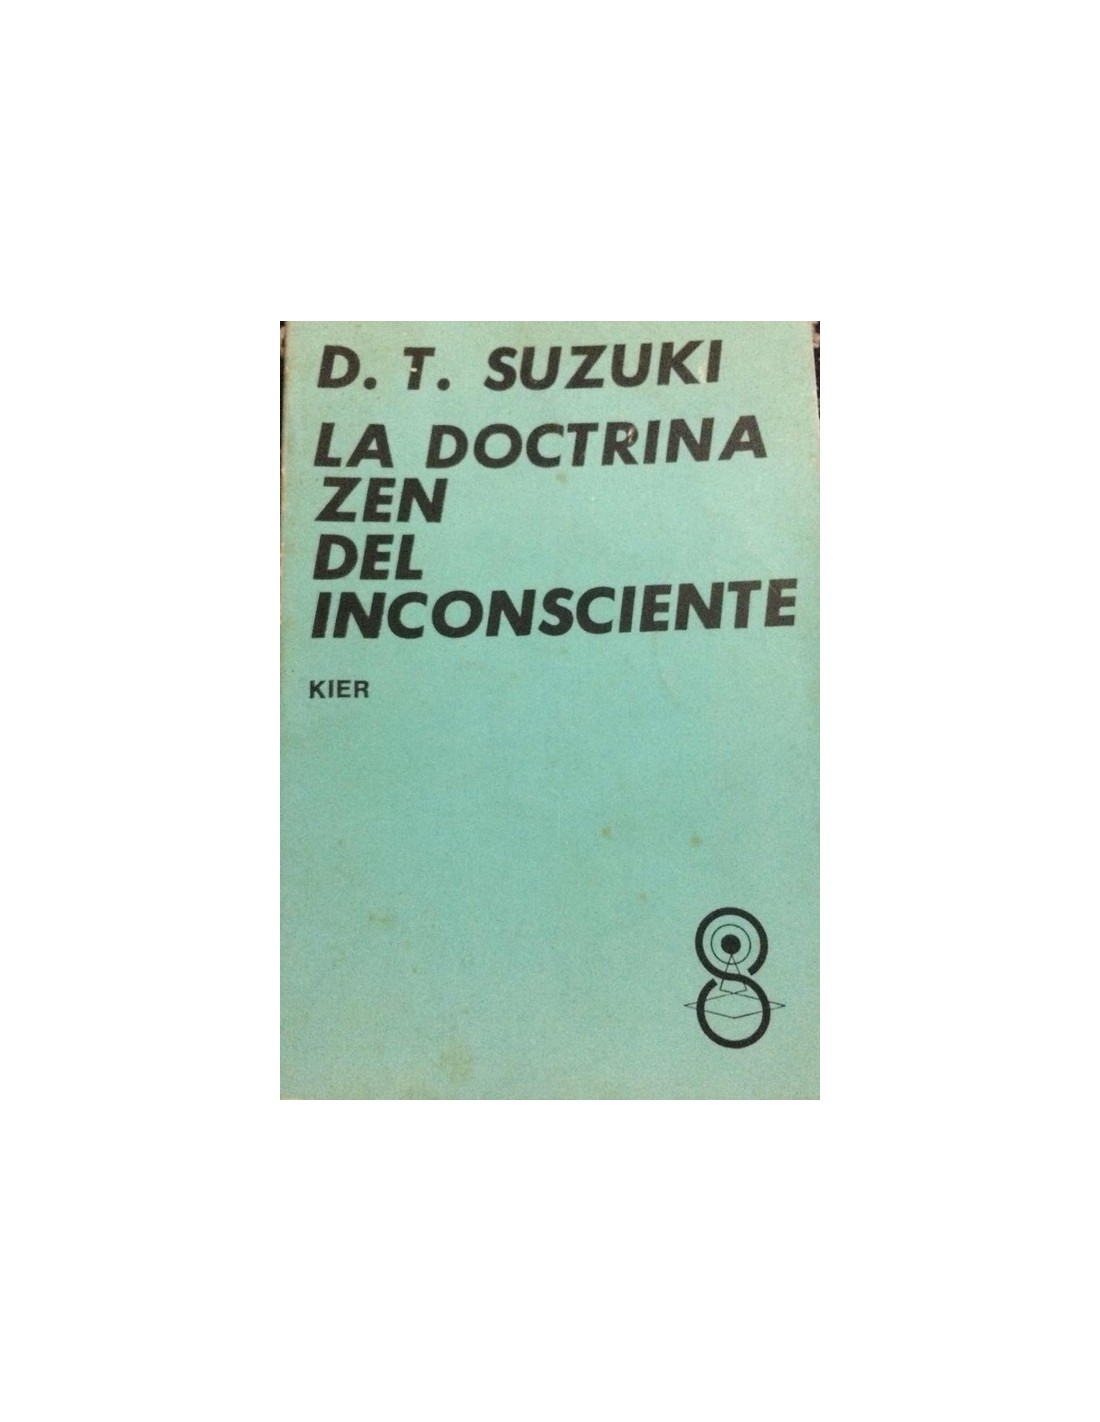 D. T. SUZUKI
LA DOCTRINA
ZEN
DEL
INCONSCIENTE
KIER